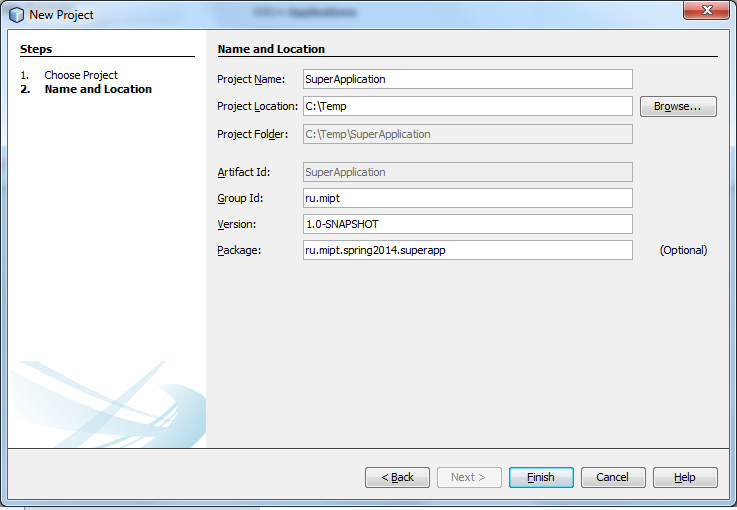 New Project
Steps
1. Choose Project
2. Name and Location
Name and Location
Project Name: SuperApplication
Project Location: C:\Temp Browse...
Project Folder: C:\Temp\SuperApplication
Artifact Id: SuperApplication
Group Id: ru.mipt
Version: 1.0-SNAPSHOT
Package: ru.mipt.spring2014.superapp (Optional)
< Back Next > Finish Cancel Help